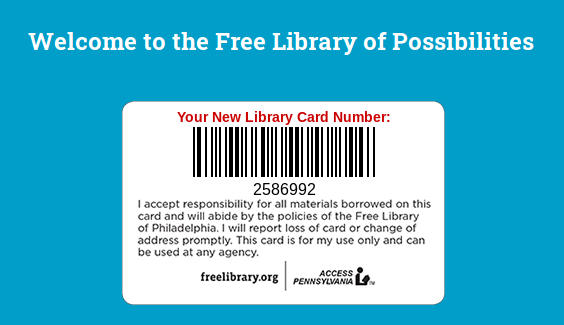 Welcome to the Free Library of Possibilities
Your New Library Card Number:
2586992
I accept responsibility for all materials borrowed on this
card and will abide by the policies of the Free Library
of Philadelphia. I will report loss of card or change of
address promptly. This card is for my use only and can
be used at any agency.
freelibrary.org
ACCESS
PENNSYLVANIA TM